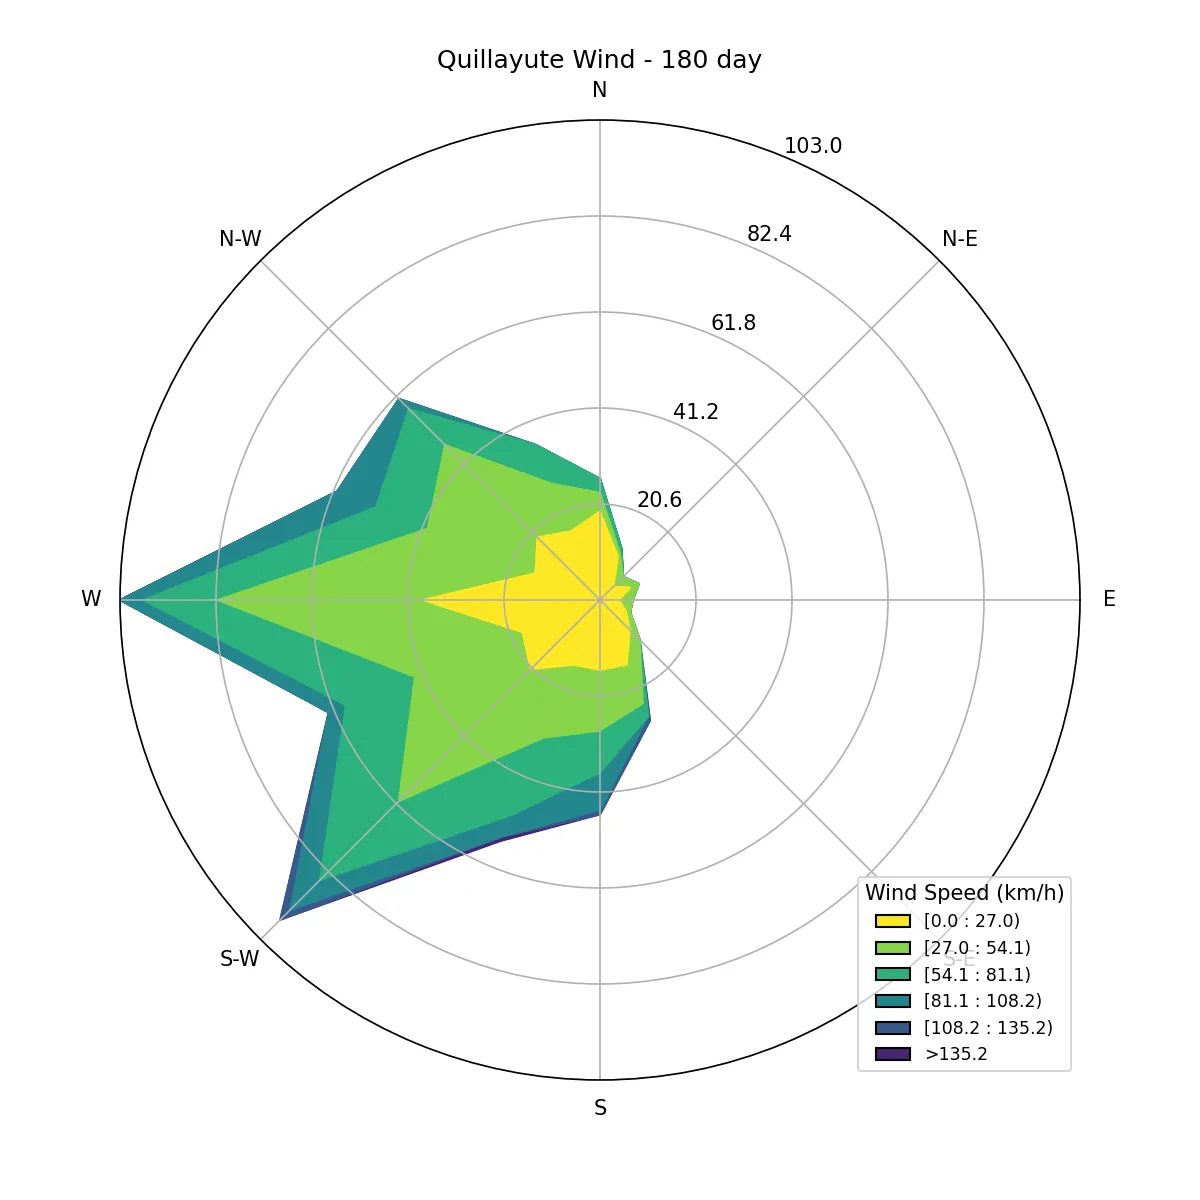 Quillayute Wind - 180 day
N
103.0
N-W
82.4
N-E
61.8
41.2
20.6
W
E
S-W
S-E
S
Wind Speed (km/h)
[0.0 : 27.0)
[27.0 : 54.1)
[54.1 : 81.1)
[81.1 : 108.2)
[108.2 : 135.2)
>135.2